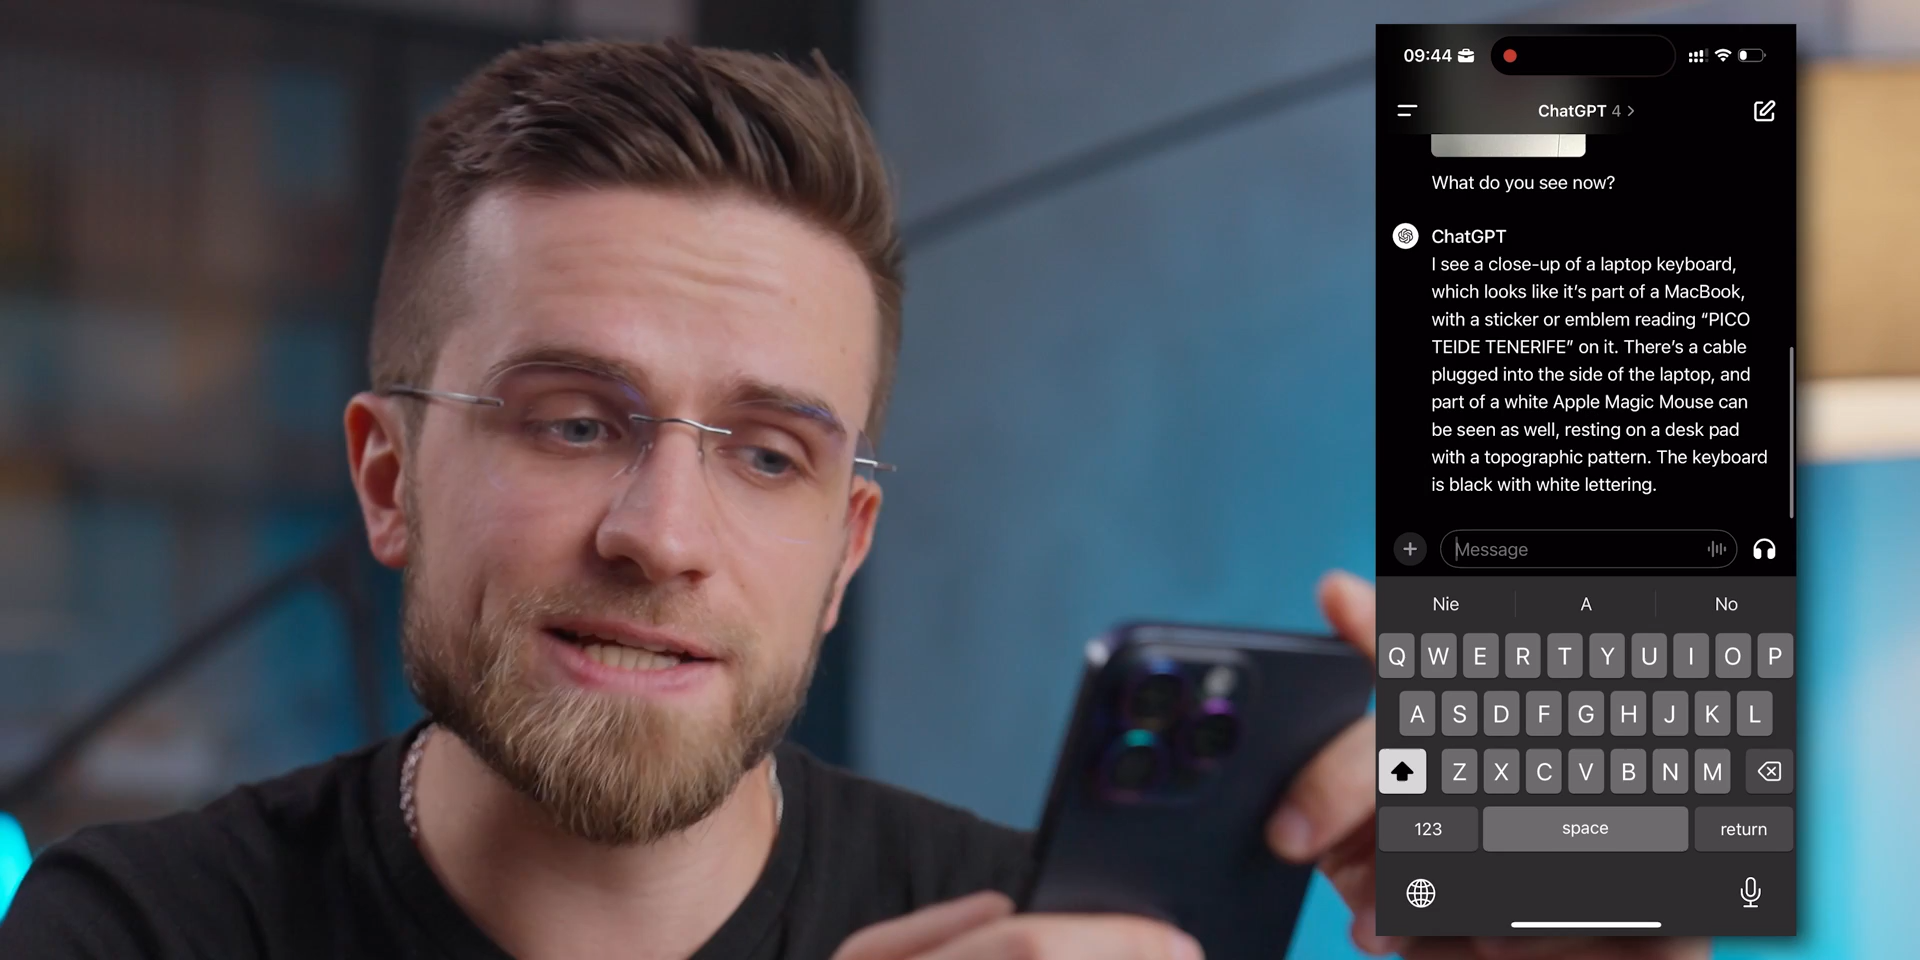 09:44
ChatGPT 4 >
What do you see now?
ChatGPT
I see a close-up of a laptop keyboard,
which looks like it’s part of a MacBook,
with a sticker or emblem reading “PICO
TEIDE TENERIFE” on it. There’s a cable
plugged into the side of the laptop, and
part of a white Apple Magic Mouse can
be seen as well, resting on a desk pad
with a topographic pattern. The keyboard
is black with white lettering.
Message
Nie A No
Q W E R T Y U I O P
A S D F G H J K L
Z X C V B N M
123 space return